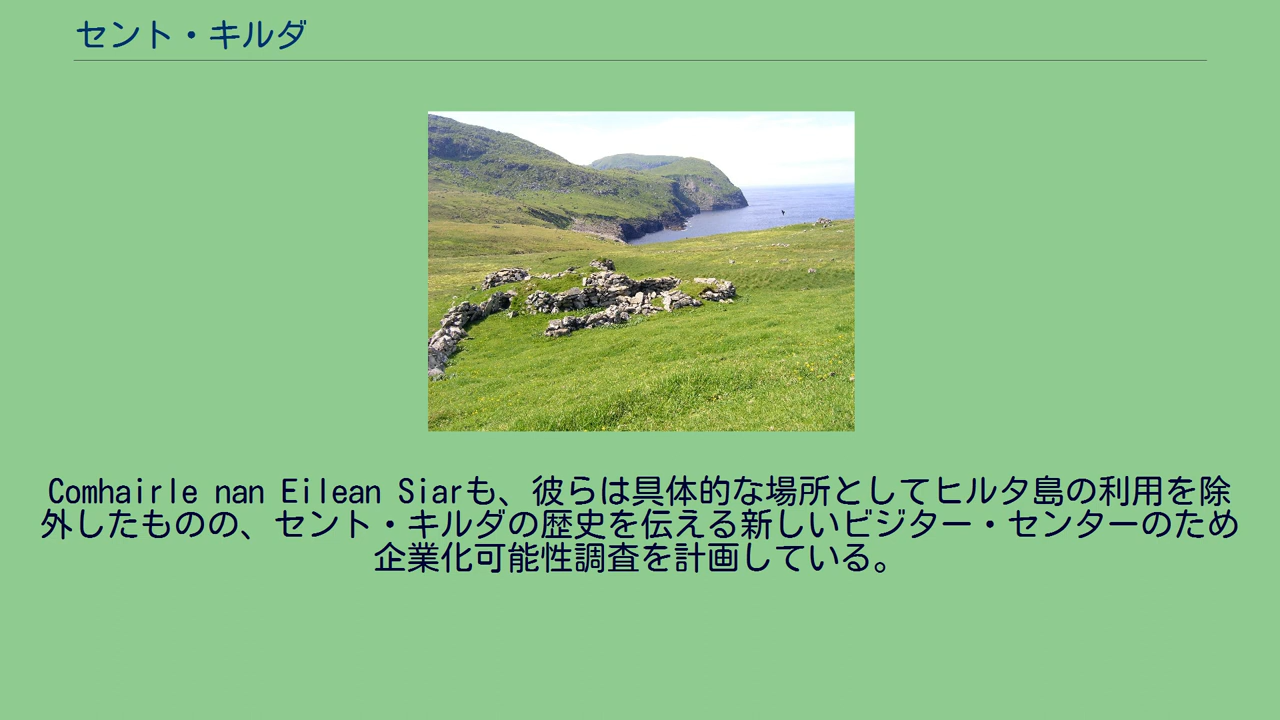 セント・キルダ
Comhairle nan Eilean Siarも、彼らは具体的な場所としてヒルタ島の利用を除
外したものの、セント・キルダの歴史を伝える新しいビジター・センターのため
企業化可能性調査を計画している。